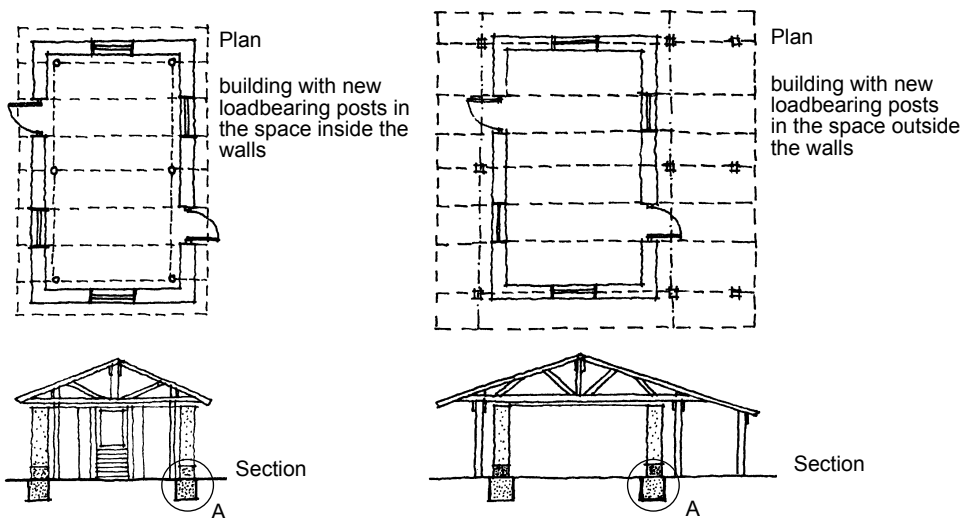 Plan
building with new
loadbearing posts in
the space inside the
walls
Section
A
Plan
building with new
loadbearing posts
in the space outside
the walls
Section
A